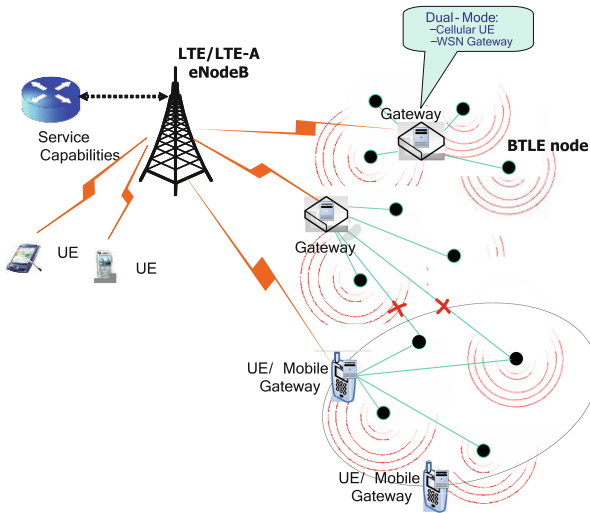 Dual-Mode:
–Cellular UE
–WSN Gateway
LTE/LTE-A
eNodeB
Gateway
Service
Capabilities
BTLE node
UE
UE
Gateway
UE/ Mobile
Gateway
UE/ Mobile
Gateway